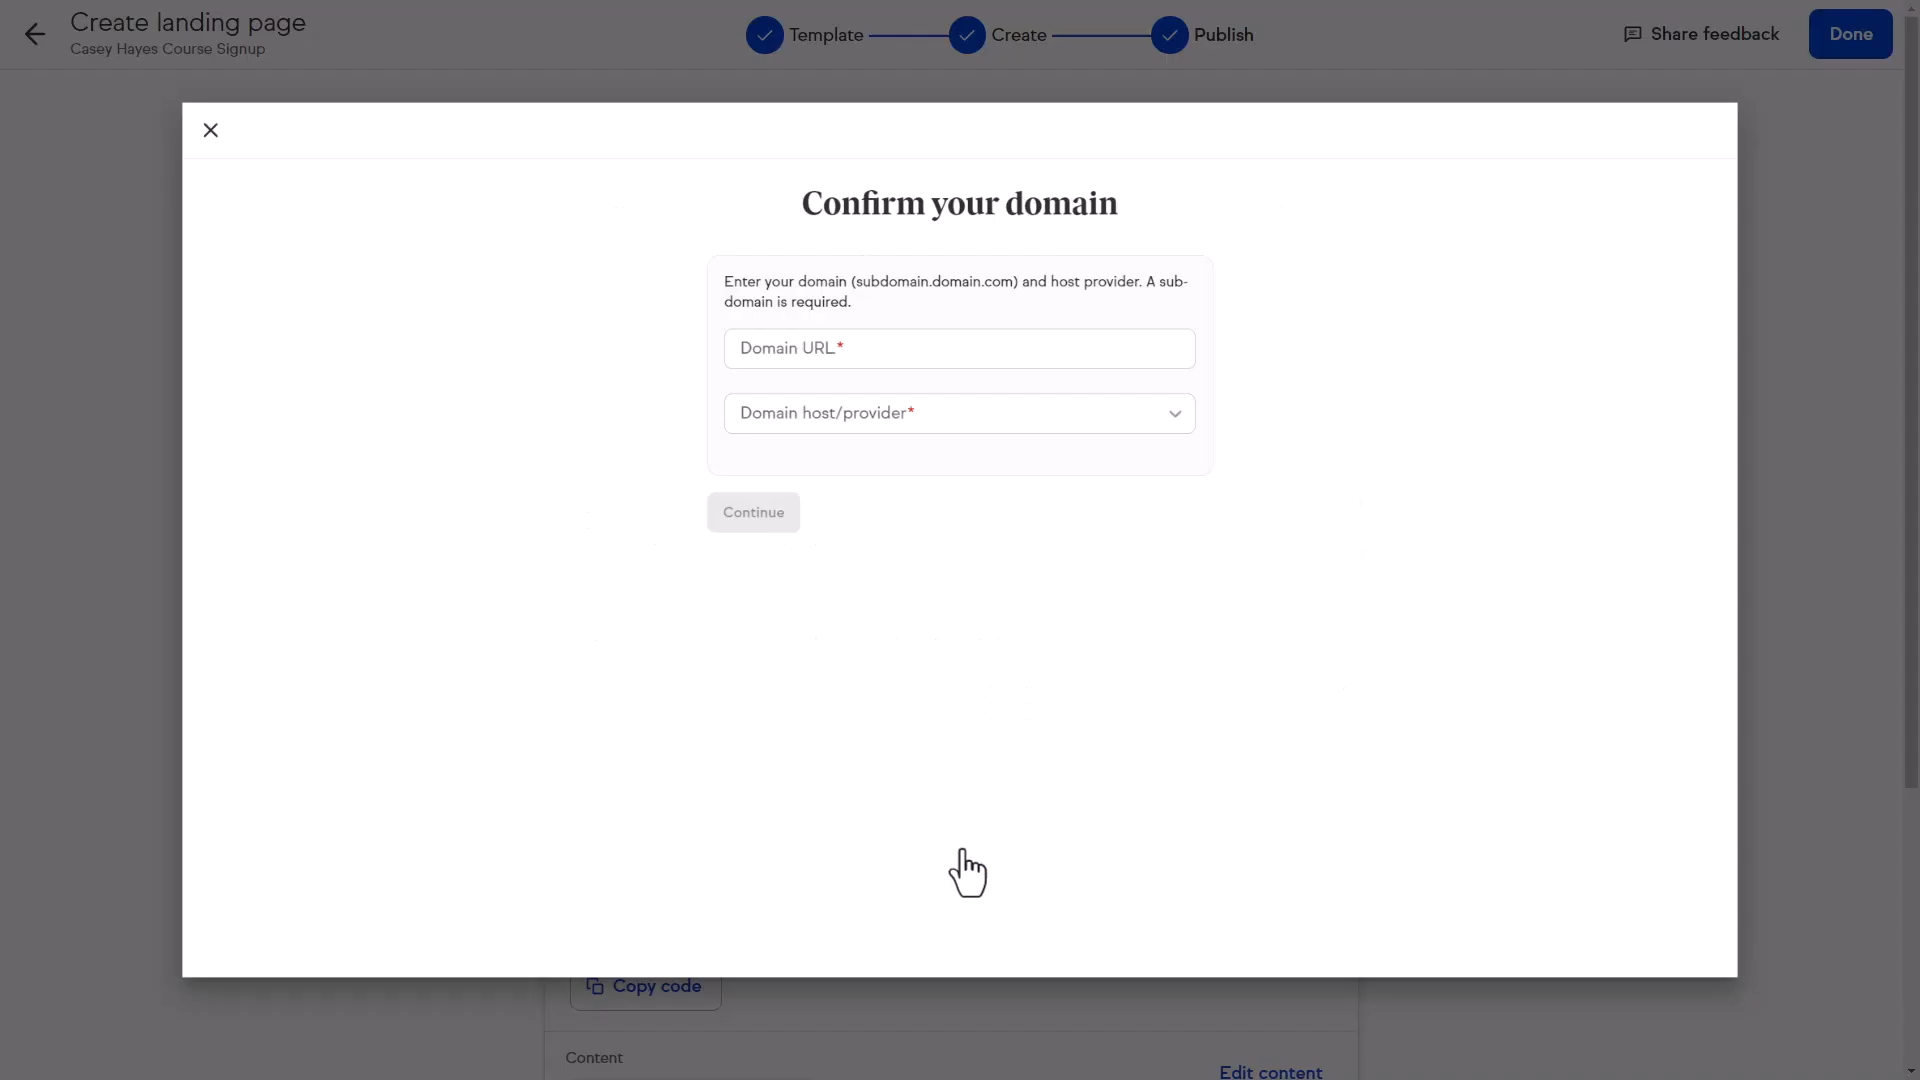 Create landing page
Casey Hayes Course Signup
Template
Create
Publish
Share feedback
Done
Confirm your domain
Enter your domain (subdomain.domain.com) and host provider. A sub-
domain is required.
Domain URL*
Domain host/provider*
Continue
Copy code
Content
Edit content